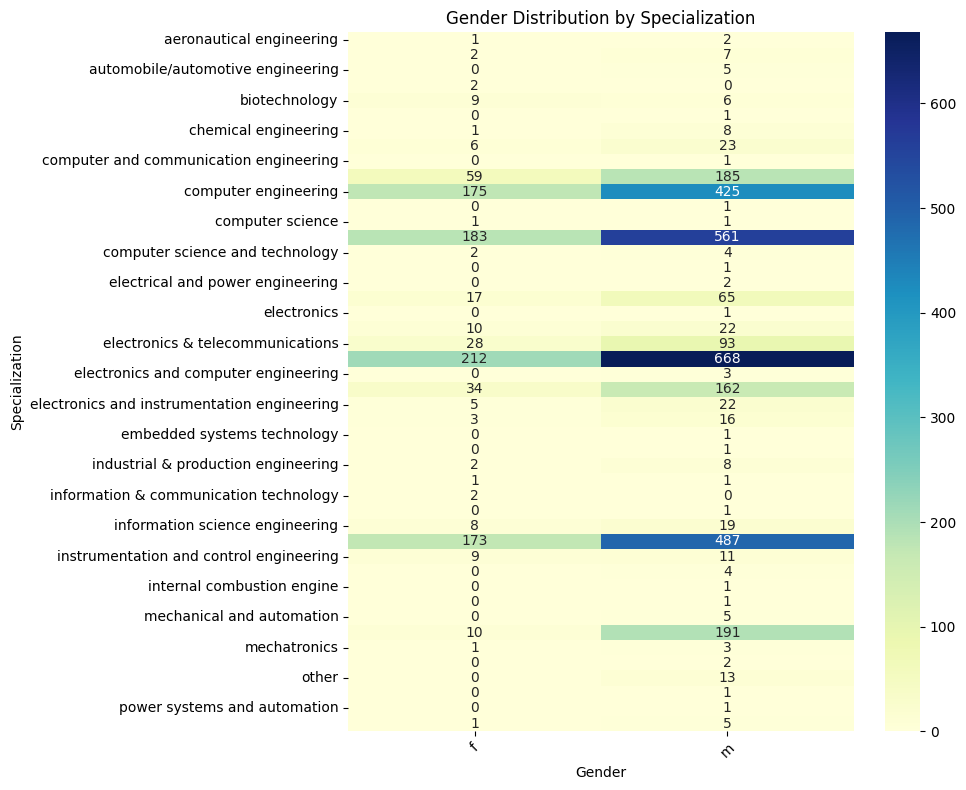 Gender Distribution by Specialization
aeronautical engineering 1 2
2 7
automobile/automotive engineering 0 5
2 0
biotechnology 9 6
0 1
chemical engineering 1 8
6 23
computer and communication engineering 0 1
59 185
computer engineering 175 425
0 1
computer science 1 1
183 561
computer science and technology 2 4
0 1
electrical and power engineering 0 2
17 65
electronics 0 1
10 22
electronics & telecommunications 28 93
212 668
electronics and computer engineering 0 3
34 162
electronics and instrumentation engineering 5 22
3 16
embedded systems technology 0 1
0 1
industrial & production engineering 2 8
1 1
information & communication technology 2 0
0 1
information science engineering 8 19
173 487
instrumentation and control engineering 9 11
0 4
internal combustion engine 0 1
0 1
mechanical and automation 0 5
10 191
mechatronics 1 3
0 2
other 0 13
0 1
power systems and automation 0 1
1 5
f m
Gender
Specialization
600
500
400
300
200
100
0